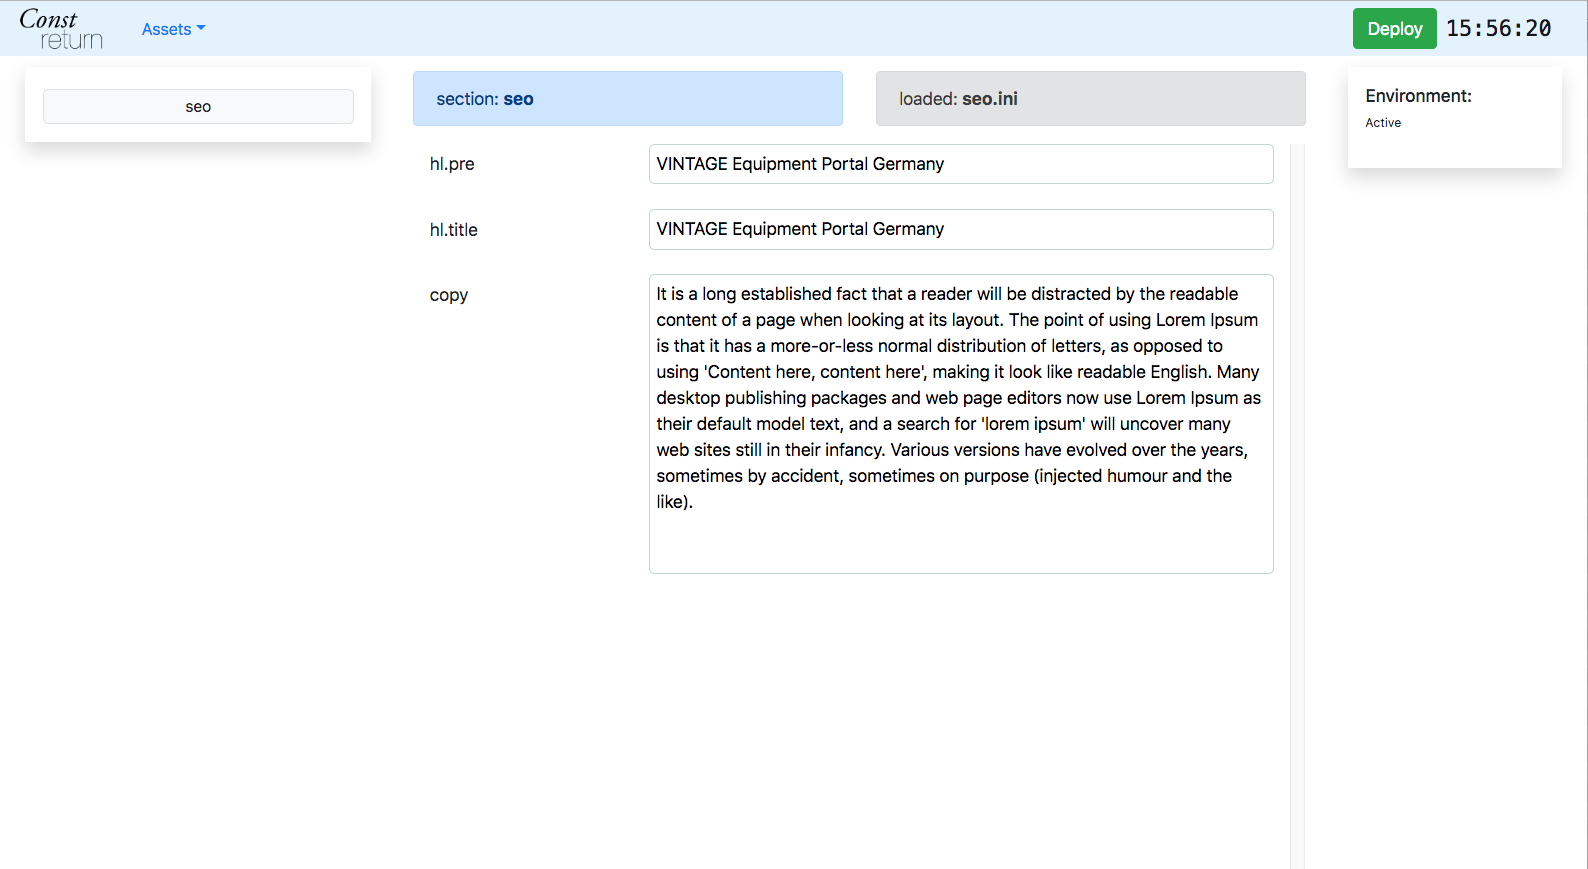 Const
return
Assets
Deploy
15:56:20
seo
section: seo
loaded: seo.ini
Environment:
Active
hl.pre
VINTAGE Equipment Portal Germany
hl.title
VINTAGE Equipment Portal Germany
copy
It is a long established fact that a reader will be distracted by the readable
content of a page when looking at its layout. The point of using Lorem Ipsum
is that it has a more-or-less normal distribution of letters, as opposed to
using 'Content here, content here', making it look like readable English. Many
desktop publishing packages and web page editors now use Lorem Ipsum as
their default model text, and a search for 'lorem ipsum' will uncover many
web sites still in their infancy. Various versions have evolved over the years,
sometimes by accident, sometimes on purpose (injected humour and the
like).